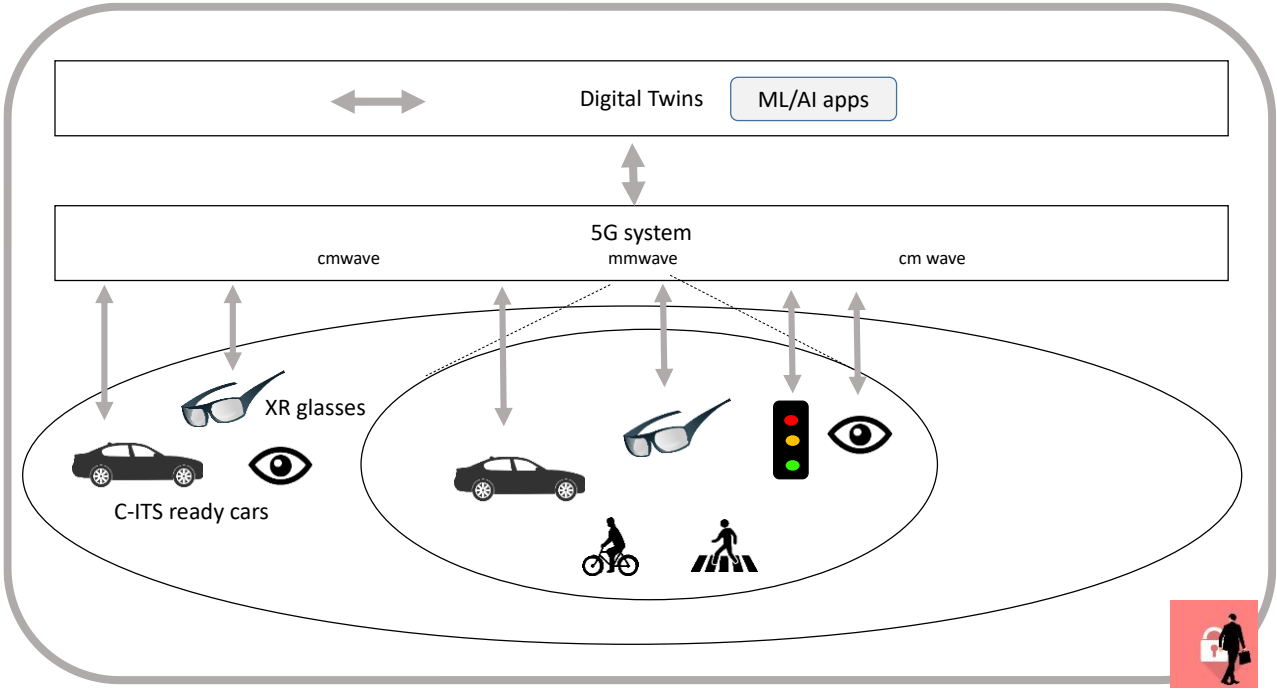 Digital Twins
ML/AI apps
5G system
cmwave
mmwave
cm wave
XR glasses
C-ITS ready cars